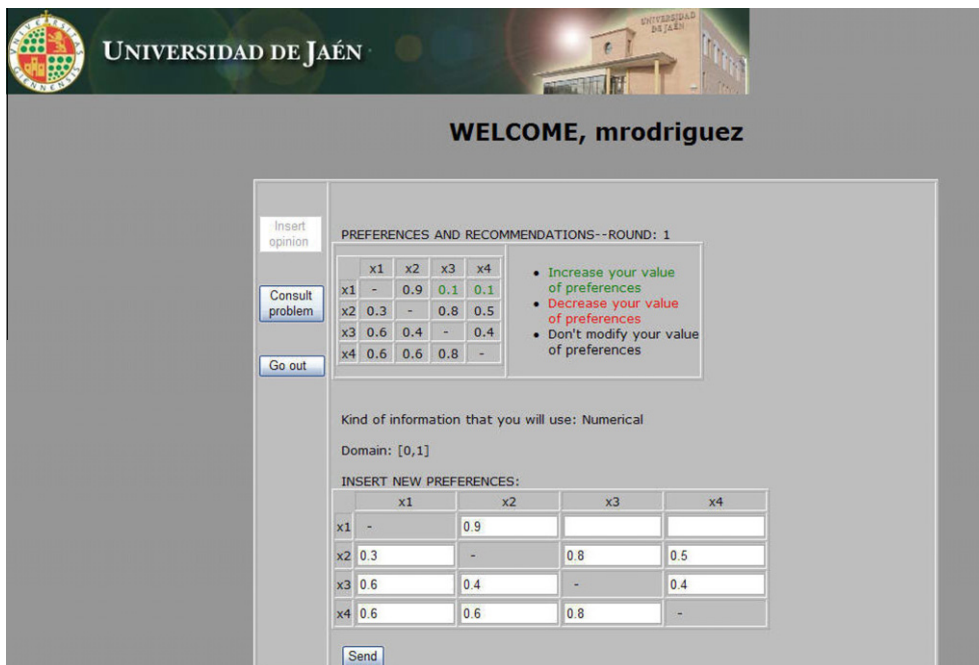 UNIVERSIDAD DE JAÉN
UNIVERSIDAD
DE JAÉN
WELCOME, mrodriguez
Insert
opinion
Consult
problem
Go out
PREFERENCES AND RECOMMENDATIONS--ROUND: 1
x1 x2 x3 x4
x1 - 0.9 0.1 0.1
x2 0.3 - 0.8 0.5
x3 0.6 0.4 - 0.4
x4 0.6 0.6 0.8 -
• Increase your value
of preferences
• Decrease your value
of preferences
• Don't modify your value
of preferences
Kind of information that you will use: Numerical
Domain: [0,1]
INSERT NEW PREFERENCES:
x1 x2 x3 x4
x1 - 0.9
x2 0.3 - 0.8 0.5
x3 0.6 0.4 - 0.4
x4 0.6 0.6 0.8 -
Send